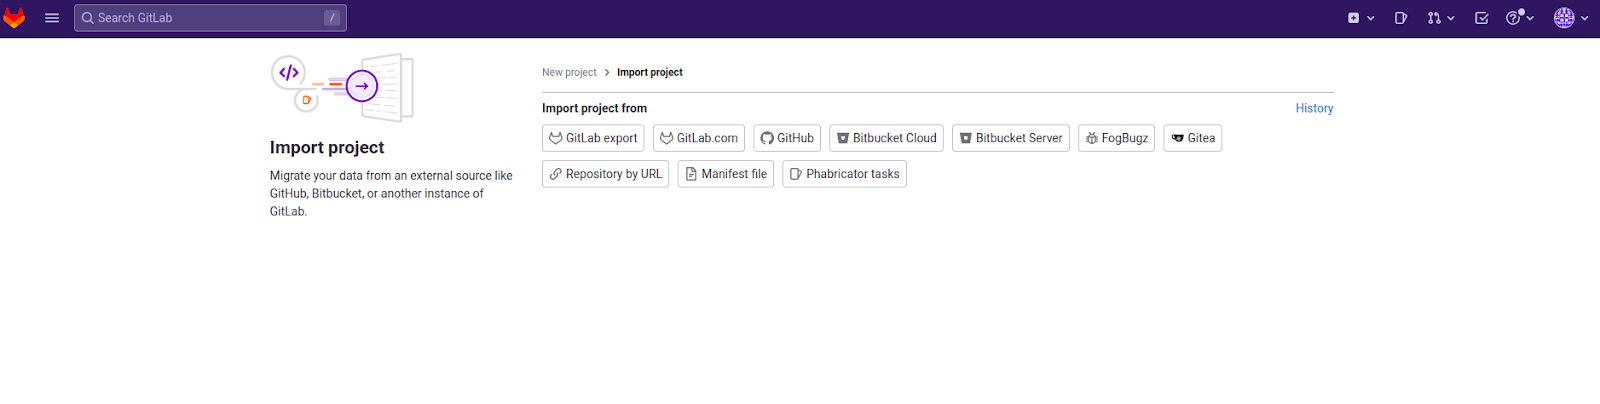 Search GitLab /
New project > Import project
Import project from History
GitLab export GitLab.com GitHub Bitbucket Cloud Bitbucket Server FogBugz Gitea
Repository by URL Manifest file Phabricator tasks
Import project
Migrate your data from an external source like
GitHub, Bitbucket, or another instance of
GitLab.